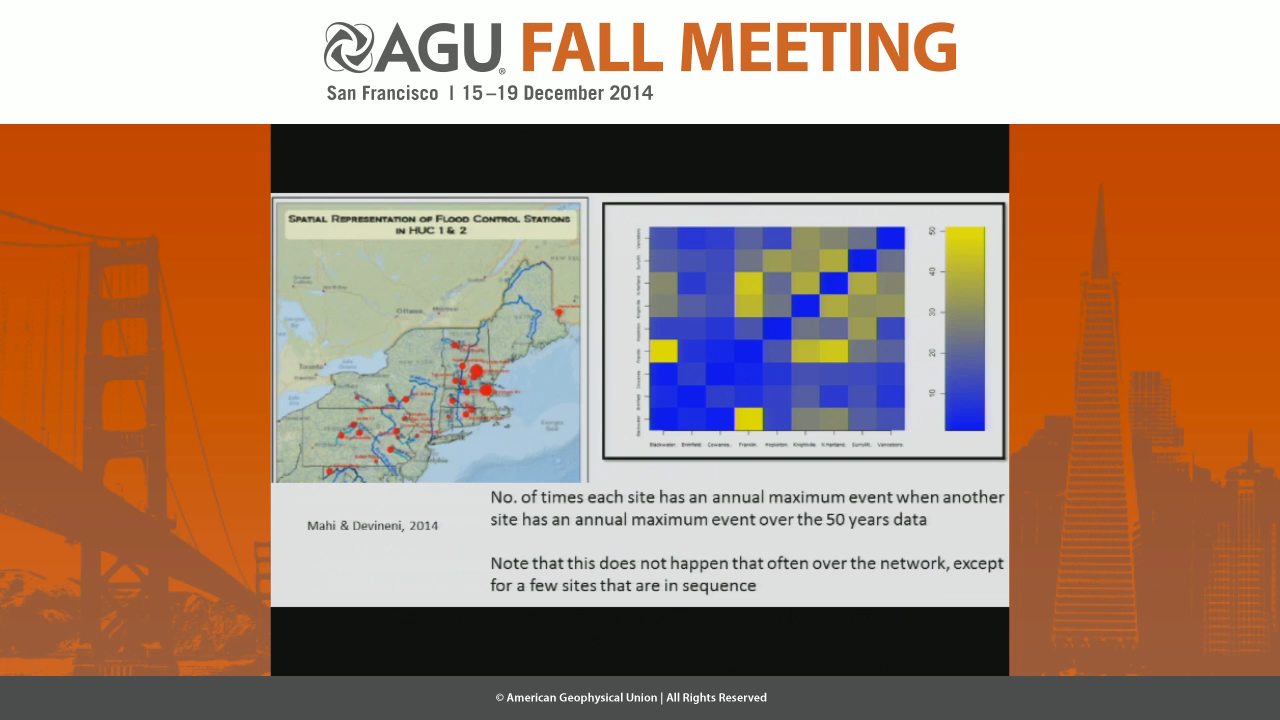 AGU FALL MEETING
San Francisco | 15–19 December 2014
SPATIAL REPRESENTATION OF FLOOD CONTROL STATIONS
IN HUC 1 & 2
Ottawa
Toronto
50
40
30
20
10
Blackwater.
Franklin.
Hopkinton.
Knightville.
N.Hartland.
No. of times each site has an annual maximum event when another
site has an annual maximum event over the 50 years data
Mahi & Devineni, 2014
Note that this does not happen that often over the network, except
for a few sites that are in sequence
© American Geophysical Union | All Rights Reserved